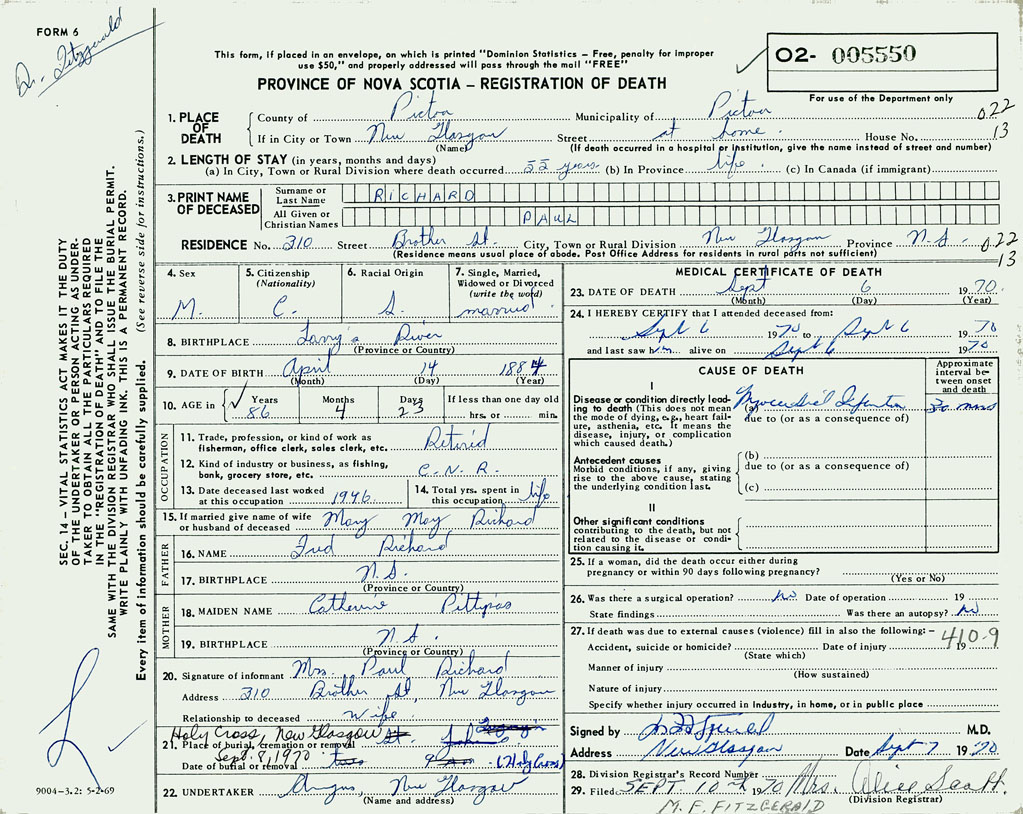 FORM 6
Dr. Fitzgerald
This form, if placed in an envelope, on which is printed "Dominion Statistics – Free, penalty for improper
use $50," and properly addressed will pass through the mail "FREE"
PROVINCE OF NOVA SCOTIA – REGISTRATION OF DEATH
02- 005550
For use of the Department only
1. PLACE OF DEATH County of Pictou Municipality of Pictou 022
If in City or Town New Glasgow Street at home House No. 13
(Name) (If death occurred in a hospital or institution, give the name instead of street and number)
2. LENGTH OF STAY (in years, months and days)
(a) In City, Town or Rural Division where death occurred 55 years (b) In Province life (c) In Canada (if immigrant)
3. PRINT NAME OF DECEASED Surname or Last Name RICHARD
All Given or Christian Names PAUL
RESIDENCE No. 310 Street Brother St. City, Town or Rural Division New Glasgow Province N.S. 022
(Residence means usual place of abode. Post Office Address for residents in rural parts not sufficient) 13
4. Sex 5. Citizenship (Nationality) 6. Racial Origin 7. Single, Married, Widowed or Divorced (write the word)
M. C. married
8. BIRTHPLACE Larry's River
(Province or Country)
9. DATE OF BIRTH April 14 1884
(Month) (Day) (Year)
10. AGE in Years Months Days If less than one day old
86 4 23 hrs. or min.
OCCUPATION
11. Trade, profession, or kind of work as fisherman, office clerk, sales clerk, etc. Retired
12. Kind of industry or business, as fishing, bank, grocery store, etc. C.N.R.
13. Date deceased last worked at this occupation 1946
14. Total yrs. spent in this occupation life
15. If married give name of wife or husband of deceased Mary May Richard
FATHER
16. NAME Fred Richard
17. BIRTHPLACE N.S.
(Province or Country)
MOTHER
18. MAIDEN NAME Catherine Pittipas
19. BIRTHPLACE N.S.
(Province or Country)
20. Signature of informant Mrs. Paul Richard
Address 310 Brother St New Glasgow
Relationship to deceased Wife
Holy Cross, New Glasgow
21. Place of burial, cremation or removal
Sept. 8, 1970
Date of burial or removal (Holy Cross)
22. UNDERTAKER Angus, New Glasgow
(Name and address)
MEDICAL CERTIFICATE OF DEATH
23. DATE OF DEATH Sept 6 1970
(Month) (Day) (Year)
24. I HEREBY CERTIFY that I attended deceased from:
Sept 6 1970 to Sept 6 1970
and last saw him alive on Sept 6 1970
CAUSE OF DEATH
Approximate interval between onset and death
I
Disease or condition directly leading to death (This does not mean the mode of dying, e.g., heart failure, asthenia, etc. It means the disease, injury, or complication which caused death.)
(a) Myocardial Infarction 30 mins
due to (or as a consequence of)
Antecedent causes
Morbid conditions, if any, giving rise to the above cause, stating the underlying condition last.
(b)
due to (or as a consequence of)
(c)
II
Other significant conditions
contributing to the death, but not related to the disease or condition causing it.
25. If a woman, did the death occur either during
pregnancy or within 90 days following pregnancy?
(Yes or No)
26. Was there a surgical operation? No Date of operation 19
State findings Was there an autopsy? No
27. If death was due to external causes (violence) fill in also the following: – 410-9
Accident, suicide or homicide? Date of injury 19
(State which)
Manner of injury
(How sustained)
Nature of injury
Specify whether injury occurred in industry, in home, or in public place
Signed by M.D.
Address New Glasgow Date Sept 7 1970
28. Division Registrar's Record Number
29. Filed SEPT 10th 1970 Mrs. Alice Scott
(Division Registrar)
M. F. FITZGERALD
SEC. 14 – VITAL STATISTICS ACT MAKES IT THE DUTY
OF THE UNDERTAKER OR PERSON ACTING AS UNDER-
TAKER TO OBTAIN ALL THE PARTICULARS REQUIRED
IN THE "REGISTRATION OF DEATH" AND TO FILE THE
SAME WITH THE DIVISION REGISTRAR WHO SHALL ISSUE THE BURIAL PERMIT.
WRITE PLAINLY WITH UNFADING INK. THIS IS A PERMANENT RECORD.
Every item of information should be carefully supplied. (See reverse side for instructions.)
9004-3.2: 5-2-69